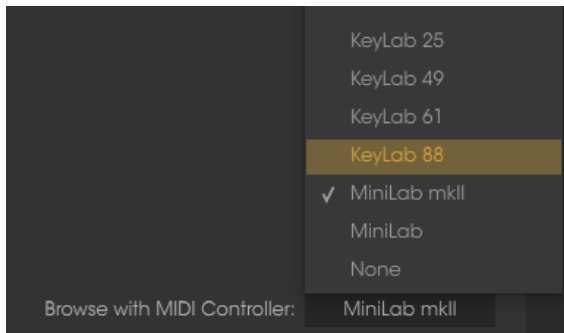 KeyLab 25
KeyLab 49
KeyLab 61
KeyLab 88
✓ MiniLab mkII
MiniLab
None
Browse with MIDI Controller: MiniLab mkII